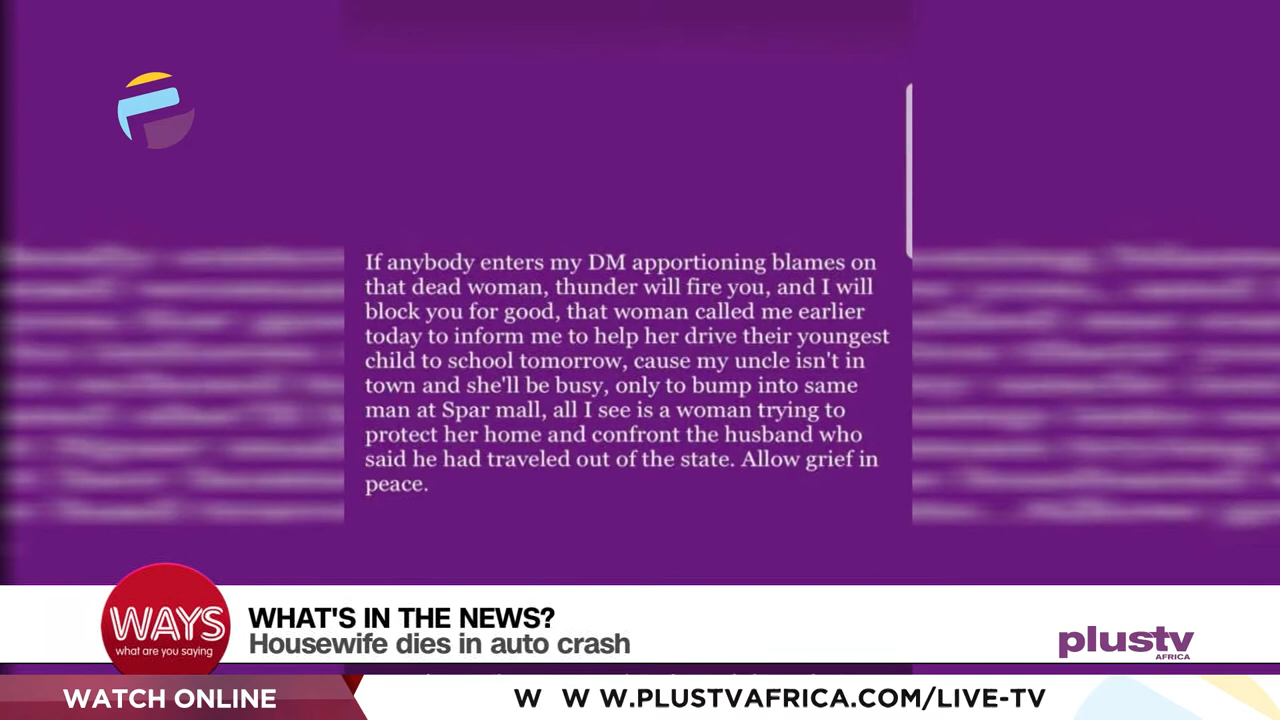 If anybody enters my DM apportioning blames on
that dead woman, thunder will fire you, and I will
block you for good, that woman called me earlier
today to inform me to help her drive their youngest
child to school tomorrow, cause my uncle isn't in
town and she'll be busy, only to bump into same
man at Spar mall, all I see is a woman trying to
protect her home and confront the husband who
said he had traveled out of the state. Allow grief in
peace.
WAYS
what are you saying
WHAT'S IN THE NEWS?
Housewife dies in auto crash
plustv
AFRICA
WATCH ONLINE
W W W.PLUSTVAFRICA.COM/LIVE-TV